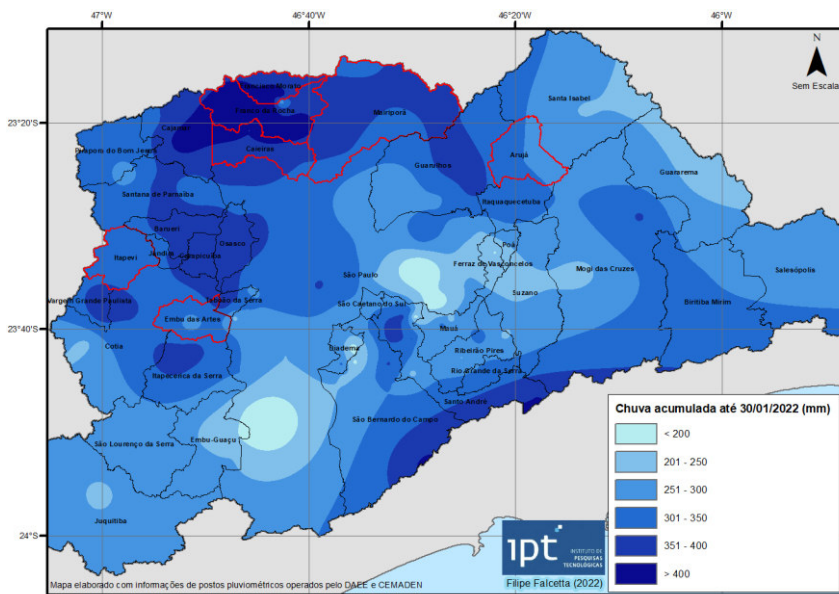 47°W
46°40'W
46°20'W
46°W
N
Sem Escala
23°20'S
23°40'S
24°S
Francisco Morato
Franco da Rocha
Mairiporã
Santa Isabel
Cajamar
Caieiras
Pirapora do Bom Jesus
Guarulhos
Arujá
Guararema
Santana de Parnaíba
Itaquaquecetuba
Barueri
Osasco
Itapevi
Jandira
Carapicuíba
Poá
São Paulo
Ferraz de Vasconcelos
Mogi das Cruzes
Salesópolis
Suzano
Vargem Grande Paulista
Taboão da Serra
São Caetano do Sul
Biritiba Mirim
Embu das Artes
Mauá
Cotia
Diadema
Ribeirão Pires
Itapecerica da Serra
Rio Grande da Serra
Santo André
São Bernardo do Campo
São Lourenço da Serra
Embu-Guaçu
Juquitiba
Chuva acumulada até 30/01/2022 (mm)
< 200
201 - 250
251 - 300
301 - 350
351 - 400
> 400
ipt
INSTITUTO DE
PESQUISAS
TECNOLÓGICAS
Filipe Falcetta (2022)
Mapa elaborado com informações de postos pluviométricos operados pelo DAEE e CEMADEN